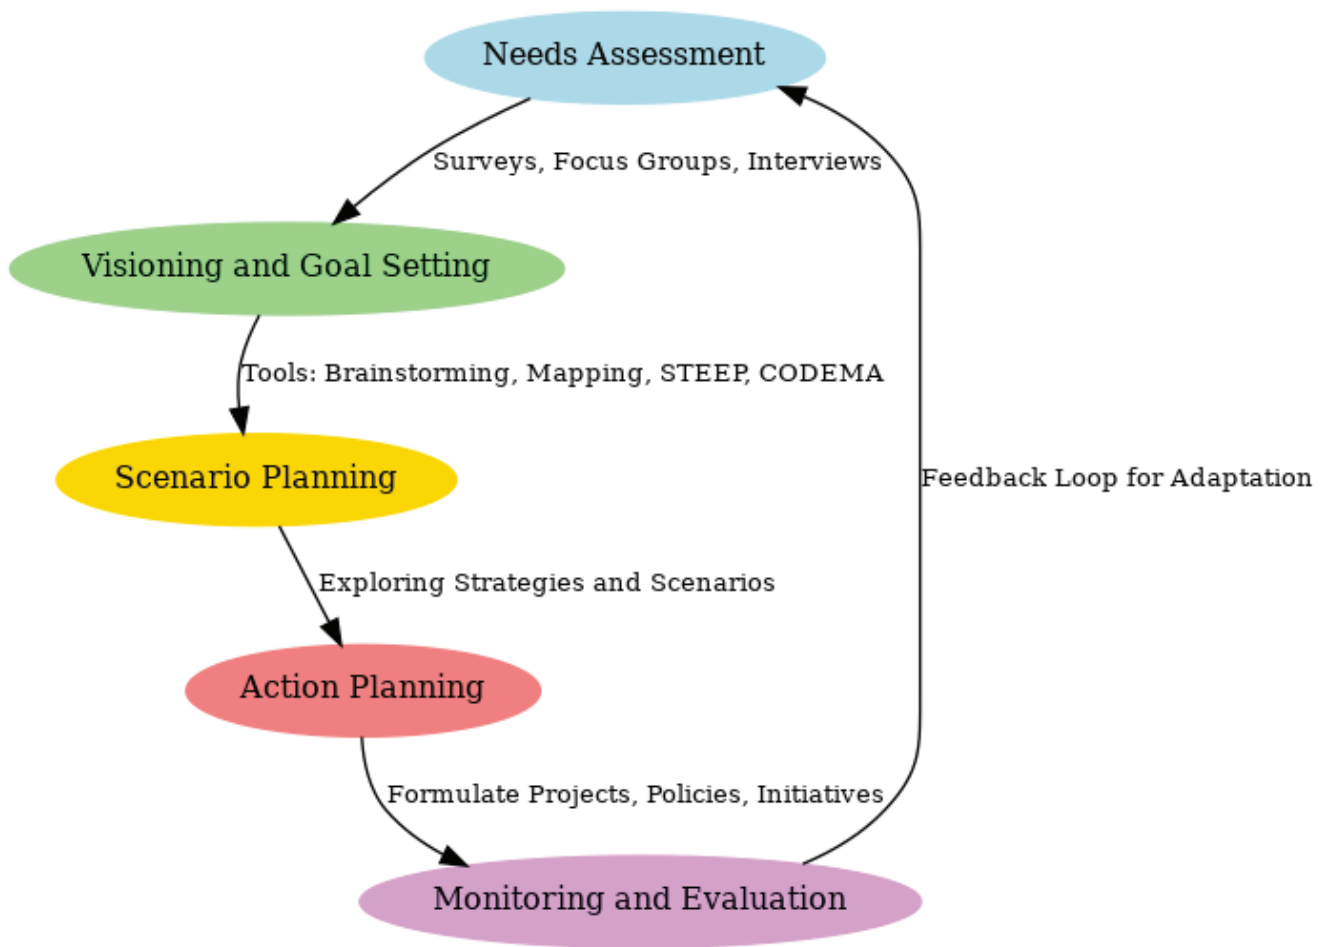 Needs Assessment
Surveys, Focus Groups, Interviews
Visioning and Goal Setting
Tools: Brainstorming, Mapping, STEEP, CODEMA
Scenario Planning
Feedback Loop for Adaptation
Exploring Strategies and Scenarios
Action Planning
Formulate Projects, Policies, Initiatives
Monitoring and Evaluation